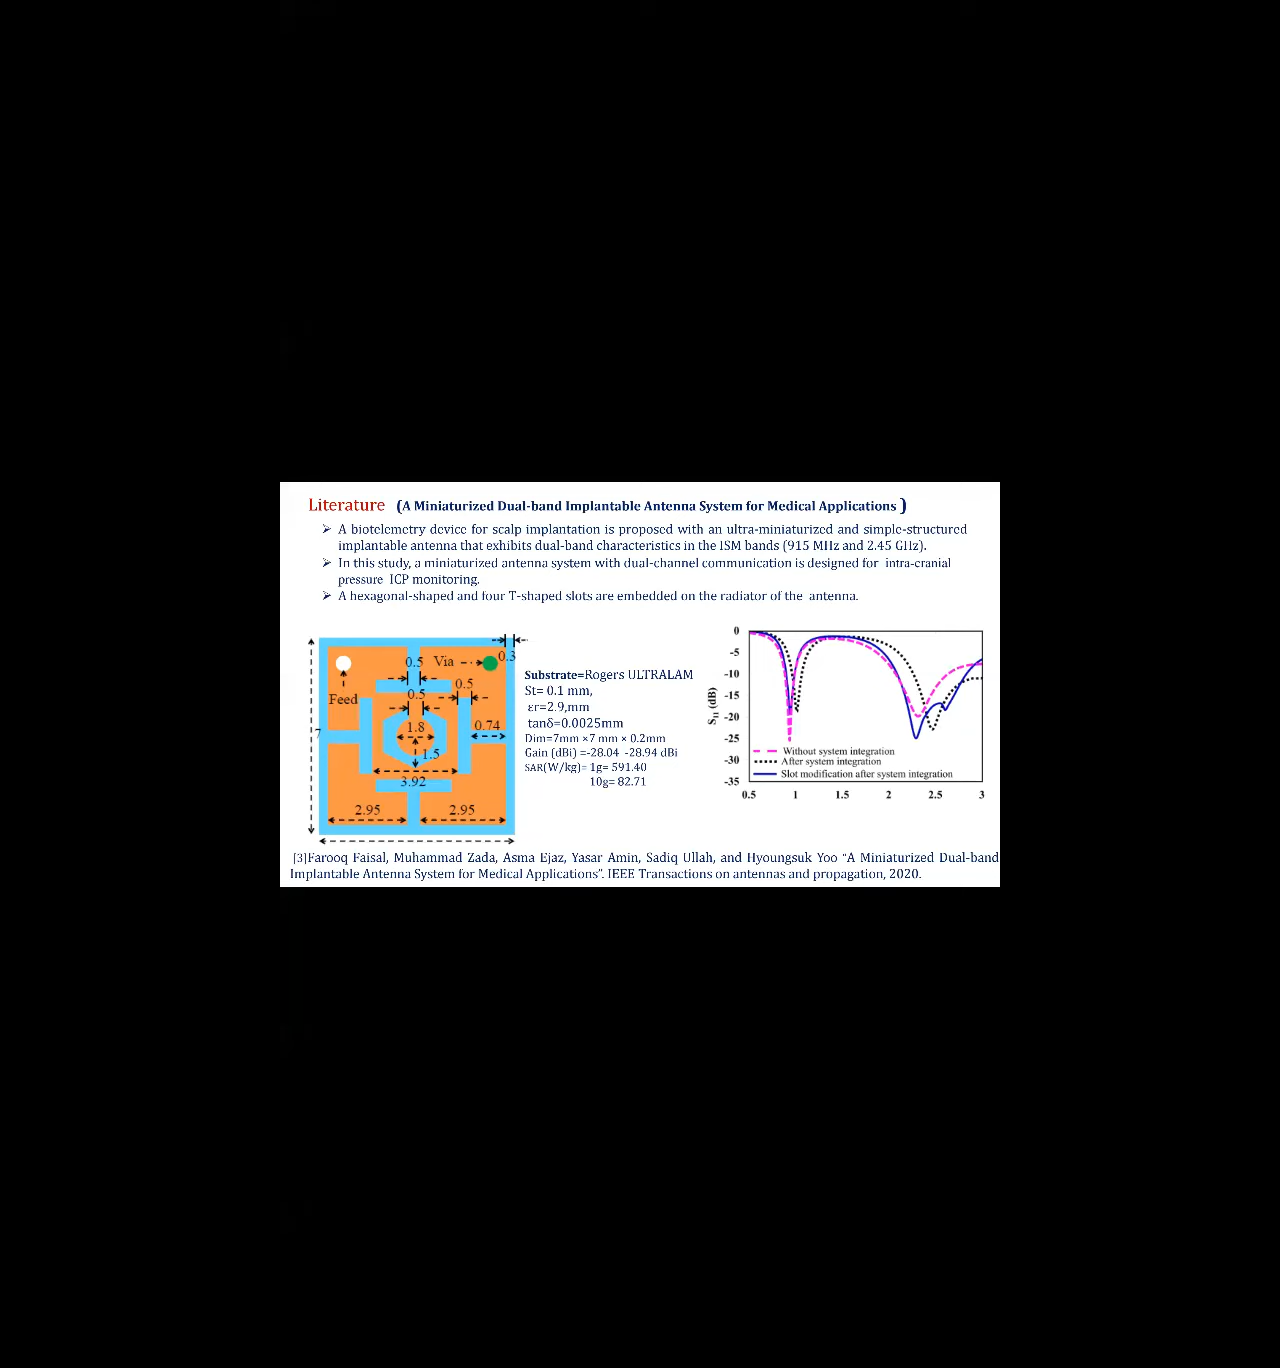 Literature (A Miniaturized Dual-band Implantable Antenna System for Medical Applications )
➢ A biotelemetry device for scalp implantation is proposed with an ultra-miniaturized and simple-structured
implantable antenna that exhibits dual-band characteristics in the ISM bands (915 MHz and 2.45 GHz).
➢ In this study, a miniaturized antenna system with dual-channel communication is designed for intra-cranial
pressure ICP monitoring.
➢ A hexagonal-shaped and four T-shaped slots are embedded on the radiator of the antenna.
0.3
0.5
Via
Feed
0.5
0.5
1.8
0.74
7
1.5
3.92
2.95
2.95
Substrate=Rogers ULTRALAM
St= 0.1 mm,
εr=2.9,mm
tanδ=0.0025mm
Dim=7mm ×7 mm × 0.2mm
Gain (dBi) =-28.04 -28.94 dBi
SAR(W/kg)= 1g= 591.40
10g= 82.71
S11 (dB)
0
-5
-10
-15
-20
-25
-30
-35
Without system integration
After system integration
Slot modification after system integration
0.5 1 1.5 2 2.5 3
[3]Farooq Faisal, Muhammad Zada, Asma Ejaz, Yasar Amin, Sadiq Ullah, and Hyoungsuk Yoo “A Miniaturized Dual-band
Implantable Antenna System for Medical Applications”. IEEE Transactions on antennas and propagation, 2020.